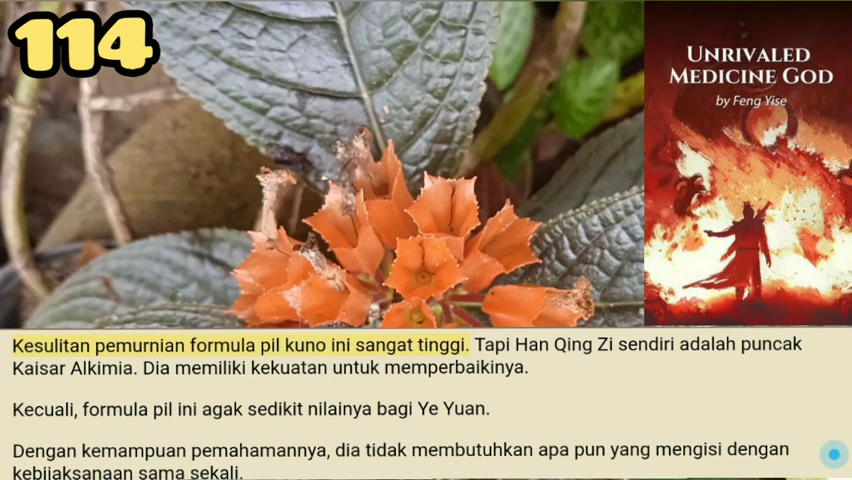 114
UNRIVALED
MEDICINE GOD
by Feng Yise
Kesulitan pemurnian formula pil kuno ini sangat tinggi. Tapi Han Qing Zi sendiri adalah puncak
Kaisar Alkimia. Dia memiliki kekuatan untuk memperbaikinya.
Kecuali, formula pil ini agak sedikit nilainya bagi Ye Yuan.
Dengan kemampuan pemahamannya, dia tidak membutuhkan apa pun yang mengisi dengan
kebijaksanaan sama sekali.